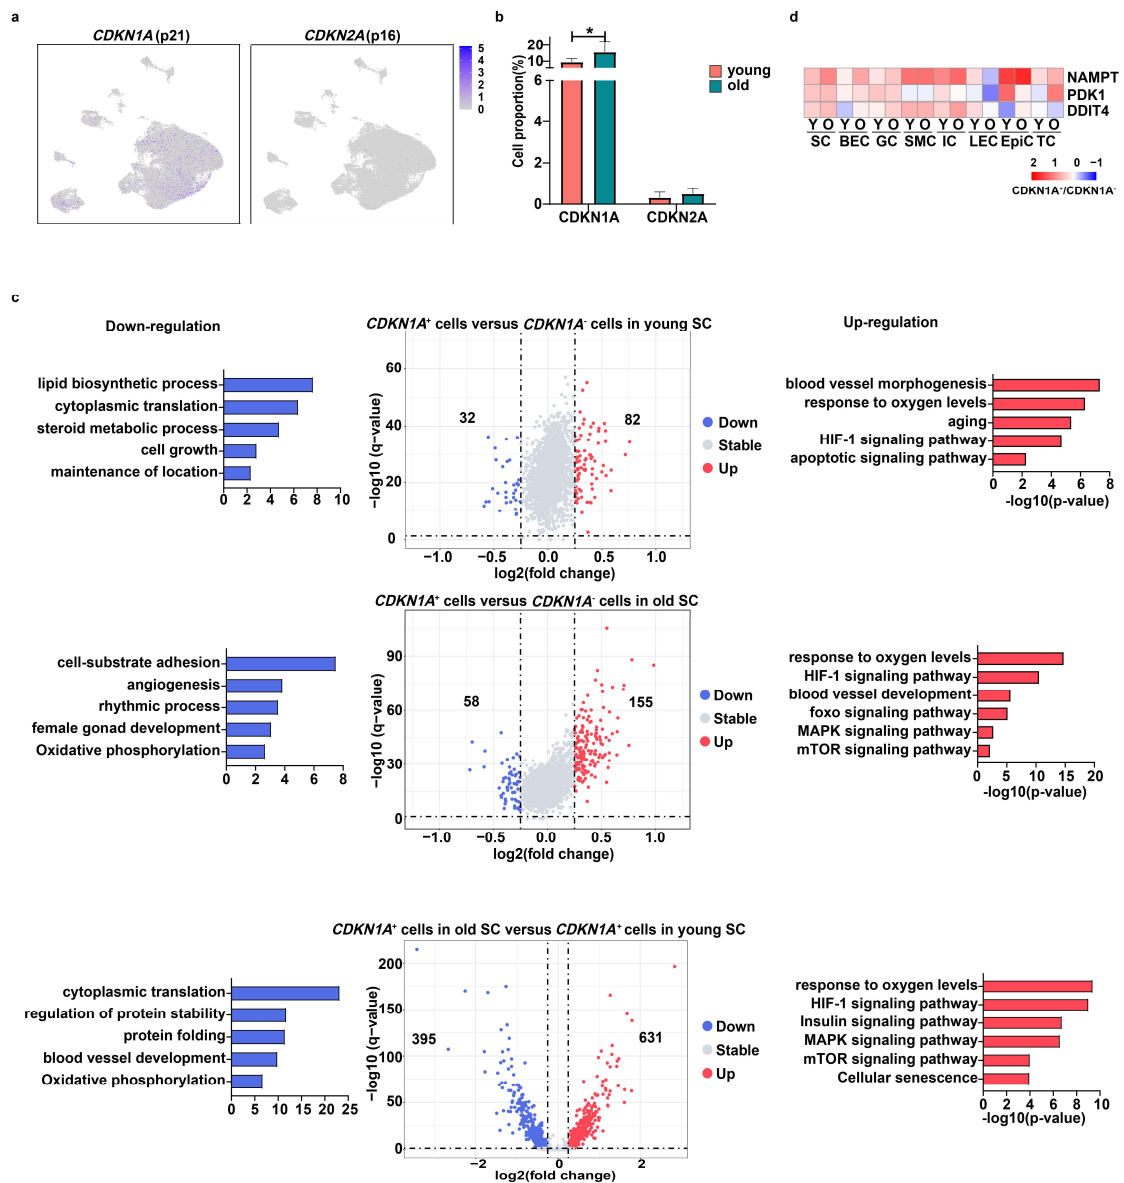 a
CDKN1A (p21)
CDKN2A (p16)
5
4
3
2
1
0
b
Cell proportion(%)
20
10
6
4
2
0
*
CDKN1A
CDKN2A
young
old
d
NAMPT
PDK1
DDIT4
Y O Y O Y O Y O Y O Y O Y O Y O
SC BEC GC SMC IC LEC EpiC TC
2 1 0 −1
CDKN1A⁺/CDKN1A⁻
c
Down-regulation
CDKN1A⁺ cells versus CDKN1A⁻ cells in young SC
Up-regulation
lipid biosynthetic process
cytoplasmic translation
steroid metabolic process
cell growth
maintenance of location
0 2 4 6 8 10
−log10 (q−value)
60
40
20
0
32
82
Down
Stable
Up
−1.0 −0.5 0.0 0.5 1.0
log2(fold change)
blood vessel morphogenesis
response to oxygen levels
aging
HIF-1 signaling pathway
apoptotic signaling pathway
0 2 4 6 8
-log10(p-value)
CDKN1A⁺ cells versus CDKN1A⁻ cells in old SC
cell-substrate adhesion
angiogenesis
rhythmic process
female gonad development
Oxidative phosphorylation
0 2 4 6 8
−log10 (q−value)
90
60
30
0
58
155
Down
Stable
Up
−1.0 −0.5 0.0 0.5 1.0
log2(fold change)
response to oxygen levels
HIF-1 signaling pathway
blood vessel development
foxo signaling pathway
MAPK signaling pathway
mTOR signaling pathway
0 5 10 15 20
-log10(p-value)
CDKN1A⁺ cells in old SC versus CDKN1A⁺ cells in young SC
cytoplasmic translation
regulation of protein stability
protein folding
blood vessel development
Oxidative phosphorylation
0 5 10 15 20 25
−log10 (q−value)
200
150
100
50
0
395
631
Down
Stable
Up
−2 0 2
log2(fold change)
response to oxygen levels
HIF-1 signaling pathway
Insulin signaling pathway
MAPK signaling pathway
mTOR signaling pathway
Cellular senescence
0 2 4 6 8 10
-log10(p-value)